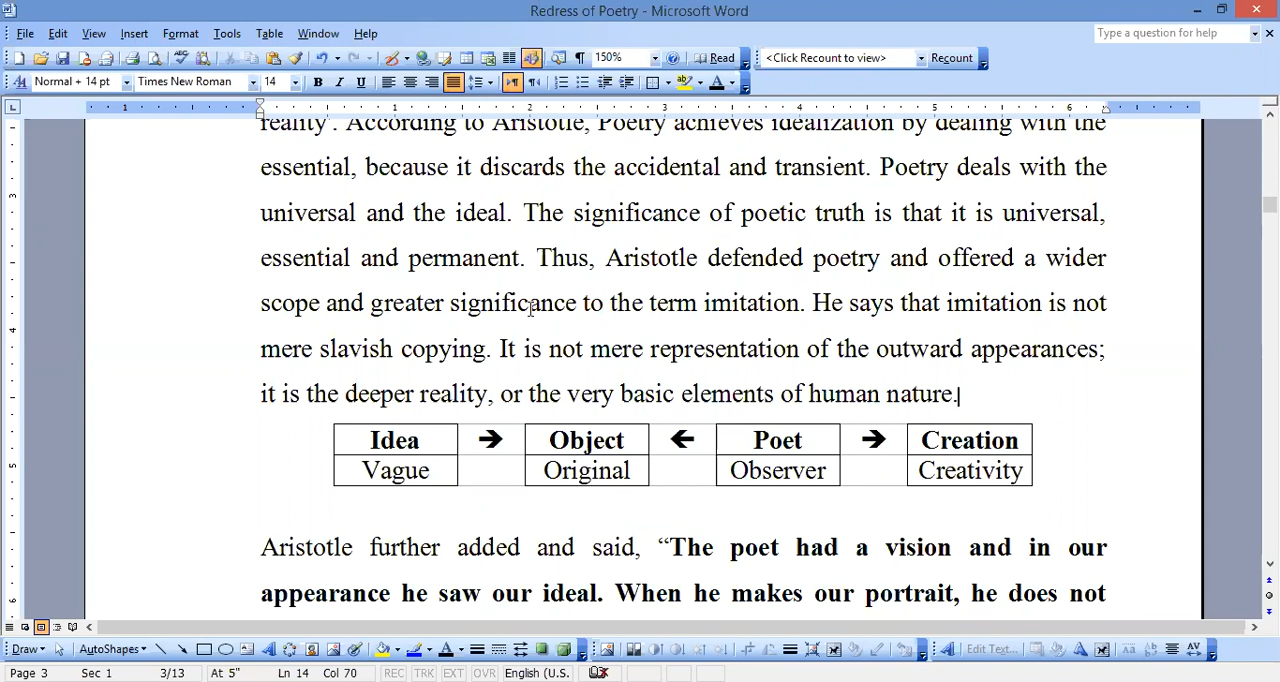 Redress of Poetry - Microsoft Word
File Edit View Insert Format Tools Table Window Help Type a question for help
150% Read <Click Recount to view> Recount
Normal + 14 pt Times New Roman 14 B I U
1 1 2 3 4 5 6
reality'. According to Aristotle, Poetry achieves idealization by dealing with the
essential, because it discards the accidental and transient. Poetry deals with the
universal and the ideal. The significance of poetic truth is that it is universal,
essential and permanent. Thus, Aristotle defended poetry and offered a wider
scope and greater significance to the term imitation. He says that imitation is not
mere slavish copying. It is not mere representation of the outward appearances;
it is the deeper reality, or the very basic elements of human nature.
Idea ➔ Object ← Poet ➔ Creation
Vague Original Observer Creativity
Aristotle further added and said, “The poet had a vision and in our
appearance he saw our ideal. When he makes our portrait, he does not
Draw AutoShapes Edit Text...
Page 3 Sec 1 3/13 At 5" Ln 14 Col 70 REC TRK EXT OVR English (U.S.